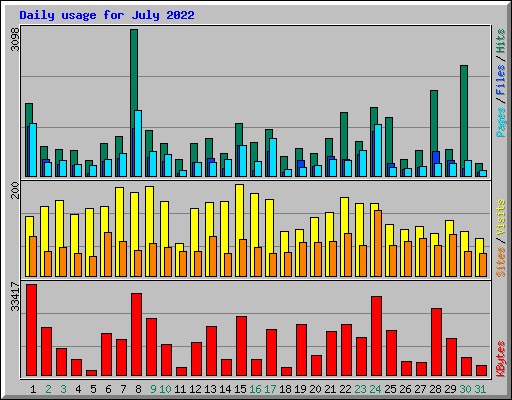 Daily usage for July 2022
3098
Pages / Files / Hits
200
Sites / Visits
33417
KBytes
1 2 3 4 5 6 7 8 9 10 11 12 13 14 15 16 17 18 19 20 21 22 23 24 25 26 27 28 29 30 31